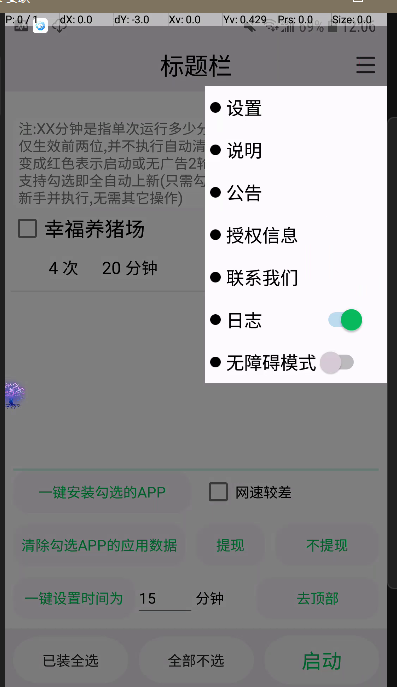 P: 0 / 1 dX: 0.0 dY: -3.0 Xv: 0.0 Yv: 0.429 Prs: 0.0 Size: 0.0
69% 12:06
标题栏
注:XX分钟是指单次运行多少分
仅生效前两位,并不执行自动清
变成红色表示启动或无广告2轮
支持勾选即全自动上新(只需勾
新手并执行,无需其它操作)
幸福养猪场
4 次 20 分钟
设置
说明
公告
授权信息
联系我们
日志
无障碍模式
一键安装勾选的APP 网速较差
清除勾选APP的应用数据 提现 不提现
一键设置时间为 15 分钟 去顶部
已装全选 全部不选 启动